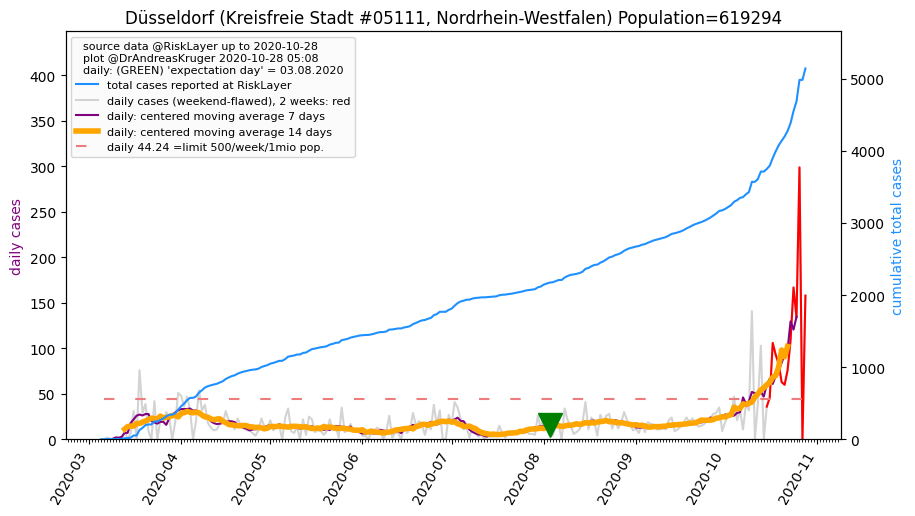 Düsseldorf (Kreisfreie Stadt #05111, Nordrhein-Westfalen) Population=619294
source data @RiskLayer up to 2020-10-28
plot @DrAndreasKruger 2020-10-28 05:08
daily: (GREEN) 'expectation day' = 03.08.2020
total cases reported at RiskLayer
daily cases (weekend-flawed), 2 weeks: red
daily: centered moving average 7 days
daily: centered moving average 14 days
daily 44.24 =limit 500/week/1mio pop.
daily cases
400
350
300
250
200
150
100
50
0
5000
4000
3000
2000
1000
0
cumulative total cases
2020-03
2020-04
2020-05
2020-06
2020-07
2020-08
2020-09
2020-10
2020-11